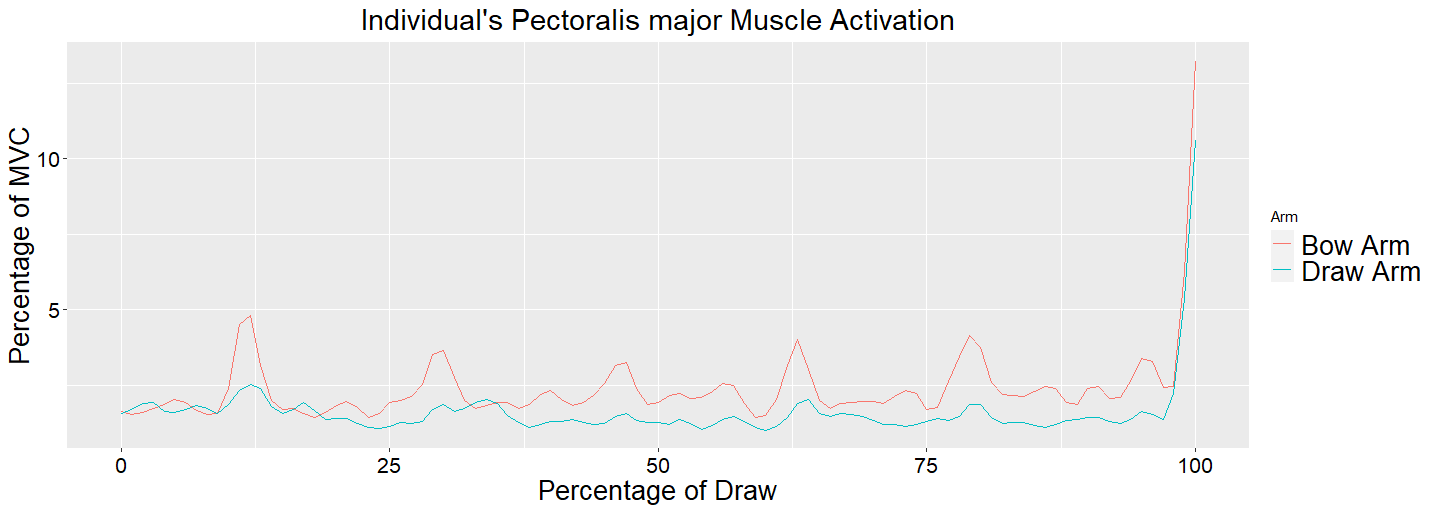 Individual's Pectoralis major Muscle Activation
Percentage of MVC
10
5
Arm
Bow Arm
Draw Arm
0 25 50 75 100
Percentage of Draw